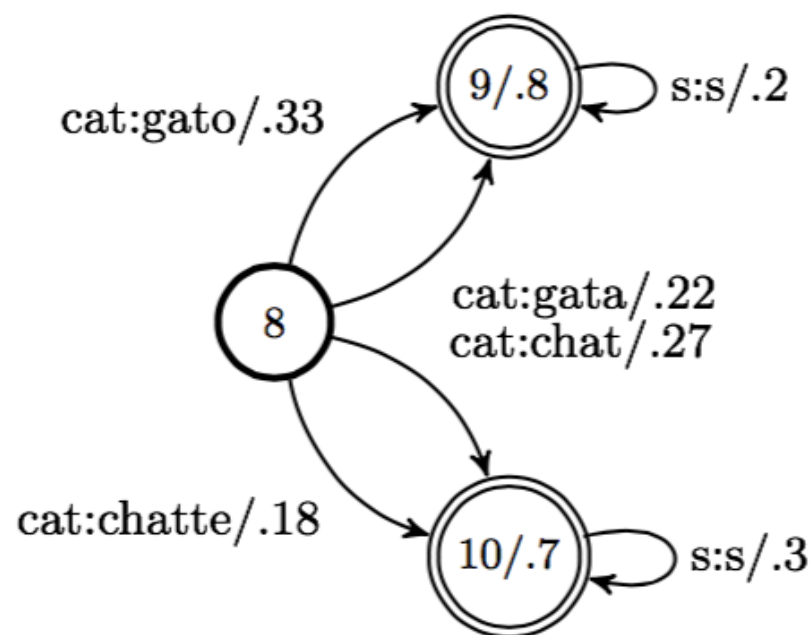 9/.8
s:s/.2
cat:gato/.33
cat:gata/.22
cat:chat/.27
8
cat:chatte/.18
10/.7
s:s/.3